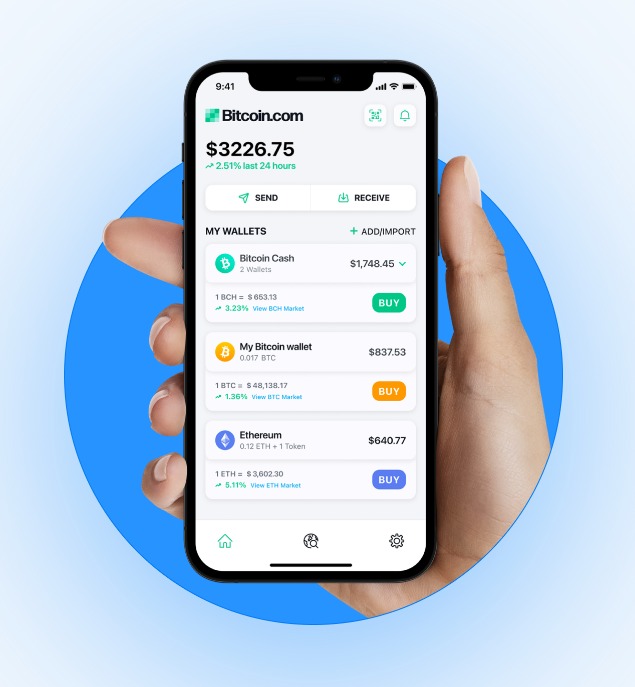 9:41
Bitcoin.com
$3226.75
2.51% last 24 hours
SEND
RECEIVE
MY WALLETS
+ ADD/IMPORT
Bitcoin Cash
2 Wallets
$1,748.45
1 BCH = $653.13
3.23% View BCH Market
BUY
My Bitcoin wallet
0.017 BTC
$837.53
1 BTC = $48,138.17
1.36% View BTC Market
BUY
Ethereum
0.12 ETH + 1 Token
$640.77
1 ETH = $3,602.30
5.11% View ETH Market
BUY